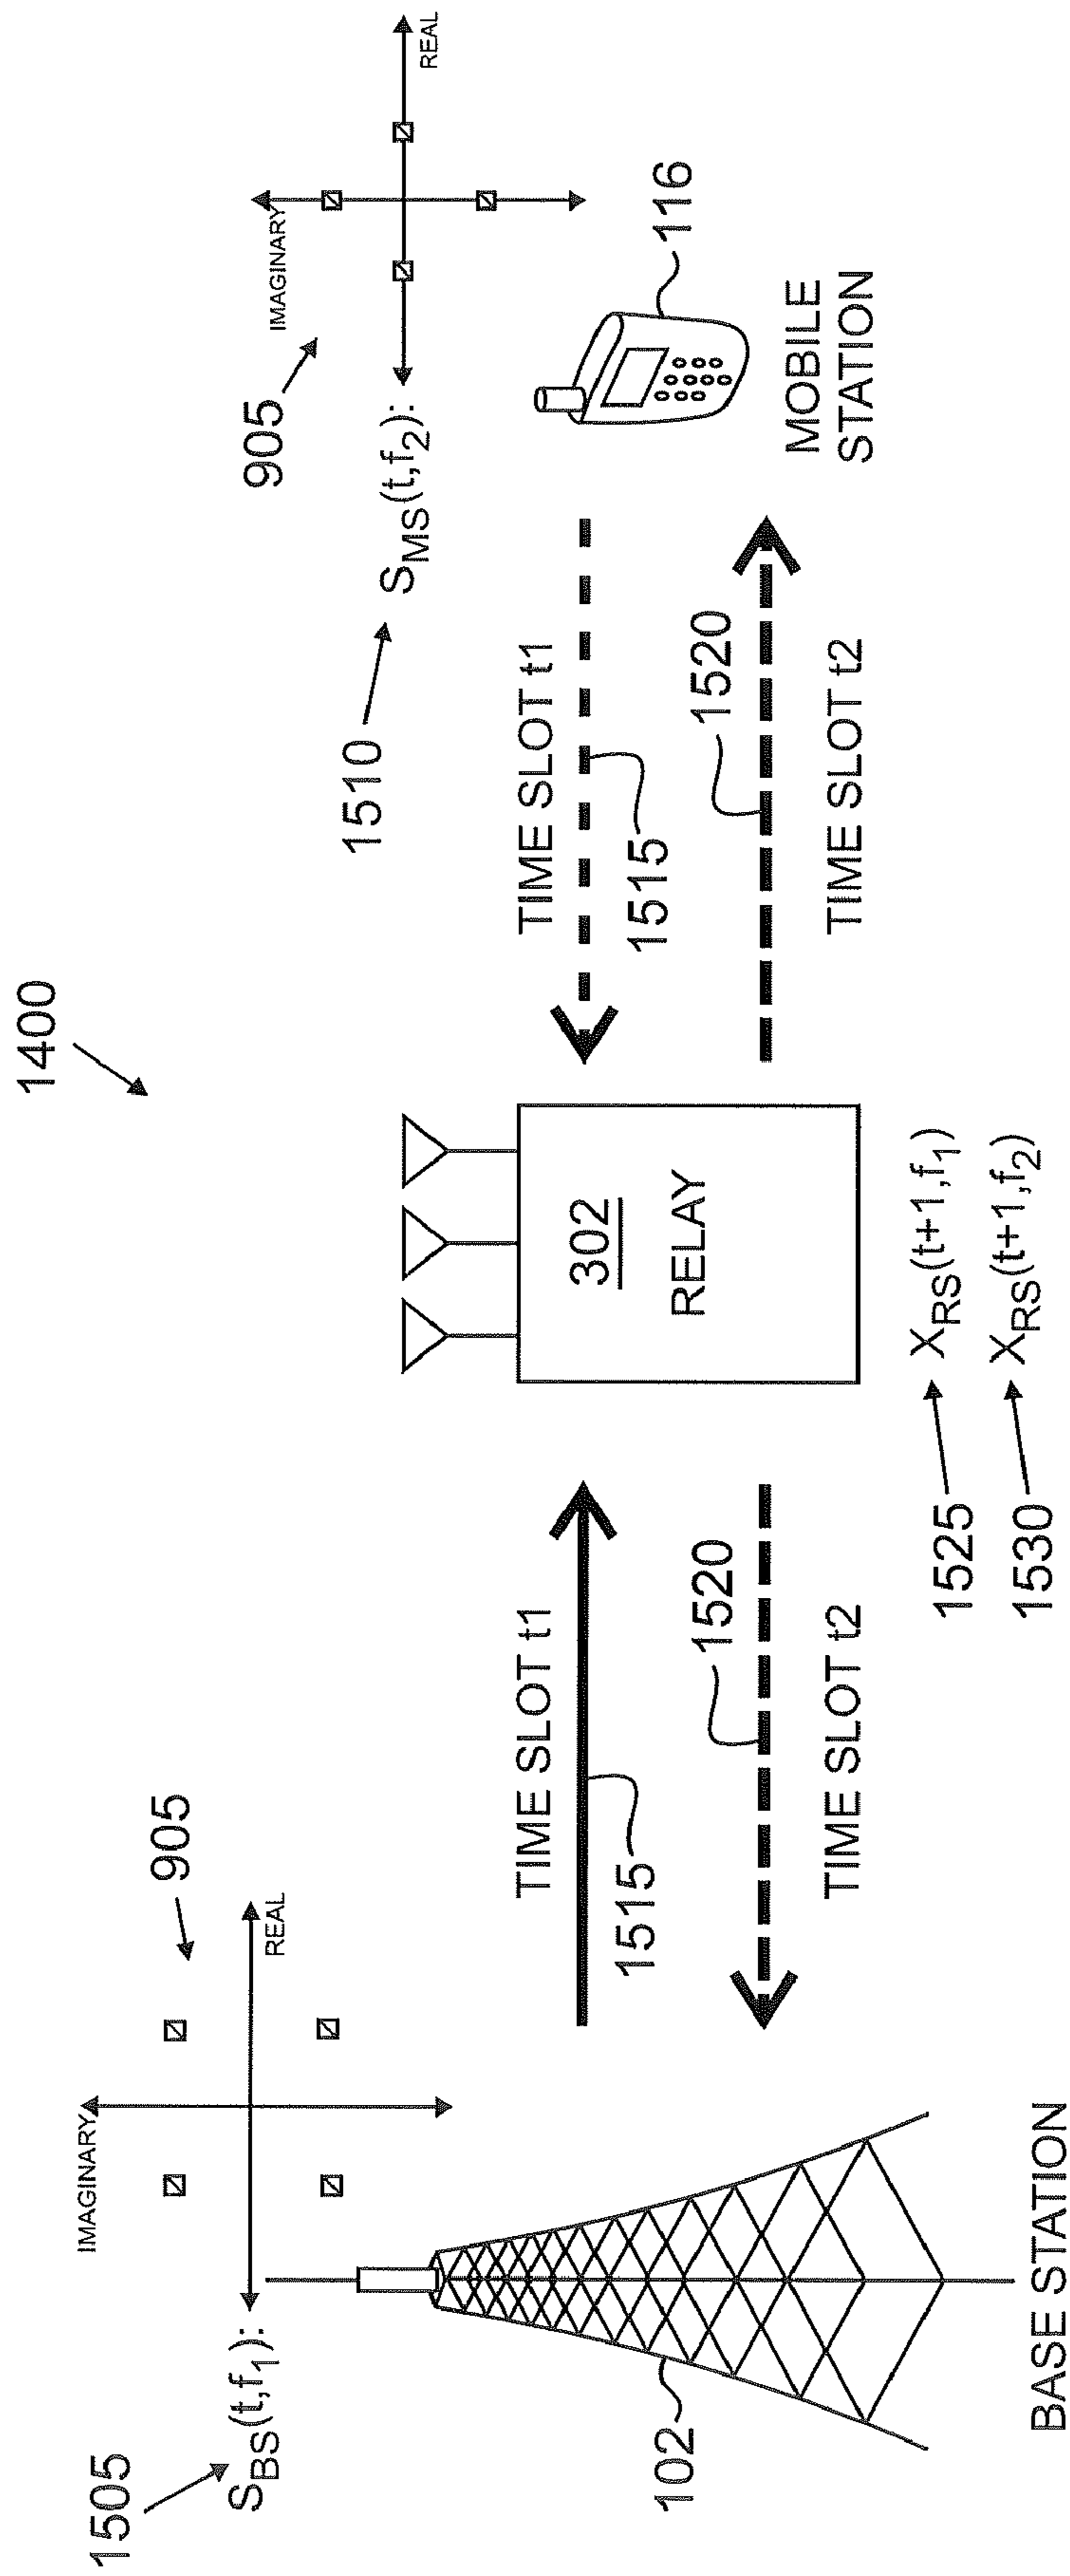 1400
1505
S_BS(t,f_1):
IMAGINARY
REAL
905
1510
S_MS(t,f_2):
905
IMAGINARY
REAL
TIME SLOT t1
1515
1520
TIME SLOT t2
302
RELAY
TIME SLOT t1
1515
1520
TIME SLOT t2
116
MOBILE
STATION
102
BASE STATION
1525
X_RS(t+1,f_1)
1530
X_RS(t+1,f_2)